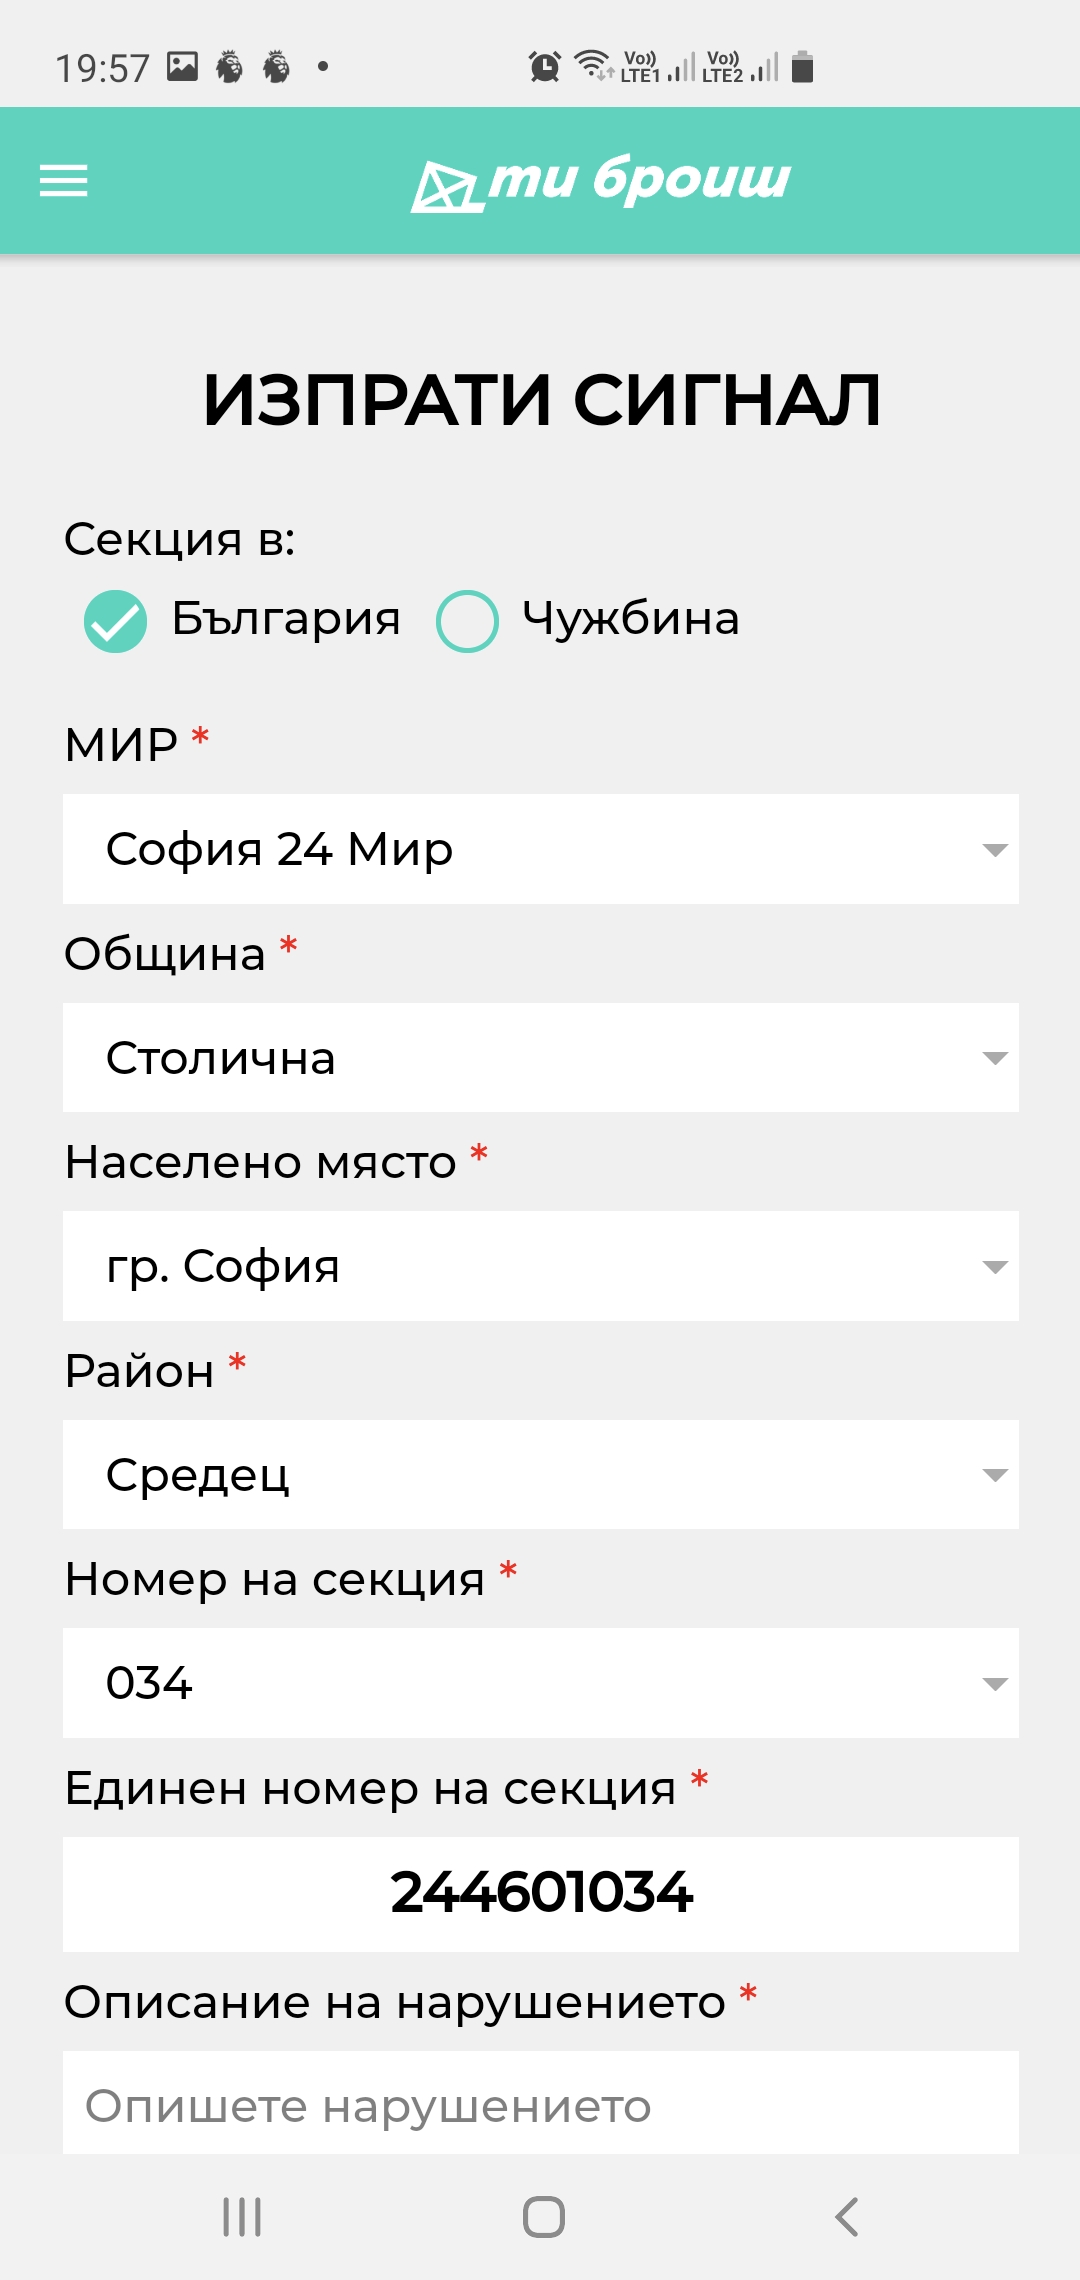 19:57 Vo)) LTE1 Vo)) LTE2
ти броиш
ИЗПРАТИ СИГНАЛ
Секция в:
България Чужбина
МИР *
София 24 Мир
Община *
Столична
Населено място *
гр. София
Район *
Средец
Номер на секция *
034
Единен номер на секция *
244601034
Описание на нарушението *
Опишете нарушението